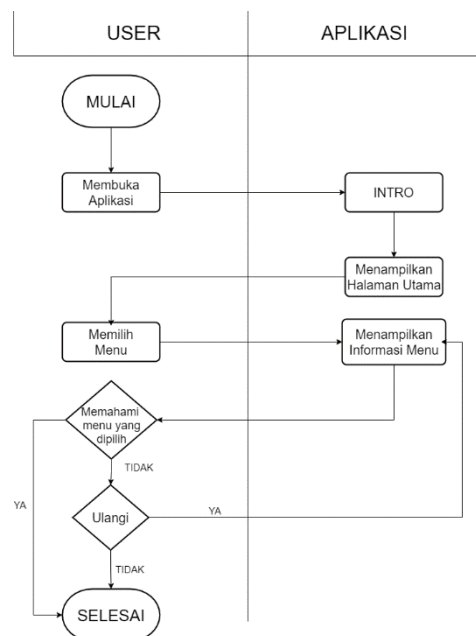 USER
APLIKASI
MULAI
Membuka
Aplikasi
INTRO
Menampilkan
Halaman Utama
Memilih
Menu
Menampilkan
Informasi Menu
Memahami
menu yang
dipilih
TIDAK
YA
Ulangi
YA
TIDAK
SELESAI